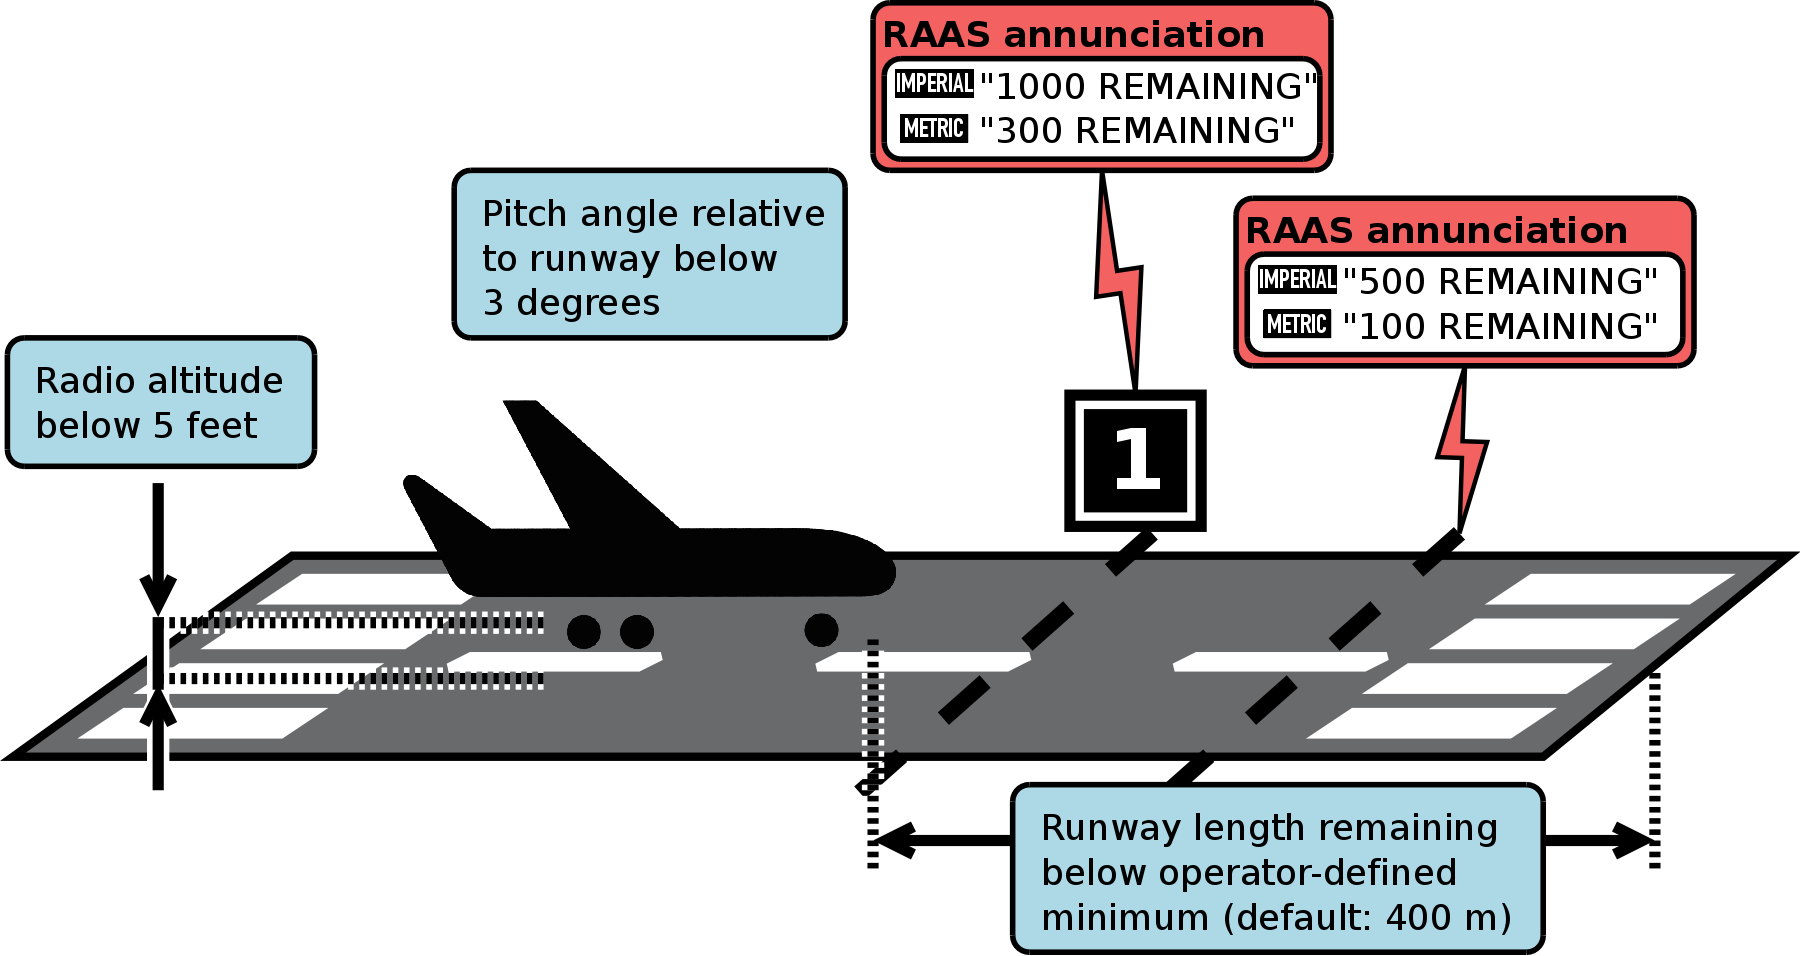 RAAS annunciation
IMPERIAL "1000 REMAINING"
METRIC "300 REMAINING"
Pitch angle relative
to runway below
3 degrees
RAAS annunciation
IMPERIAL "500 REMAINING"
METRIC "100 REMAINING"
Radio altitude
below 5 feet
1
Runway length remaining
below operator-defined
minimum (default: 400 m)